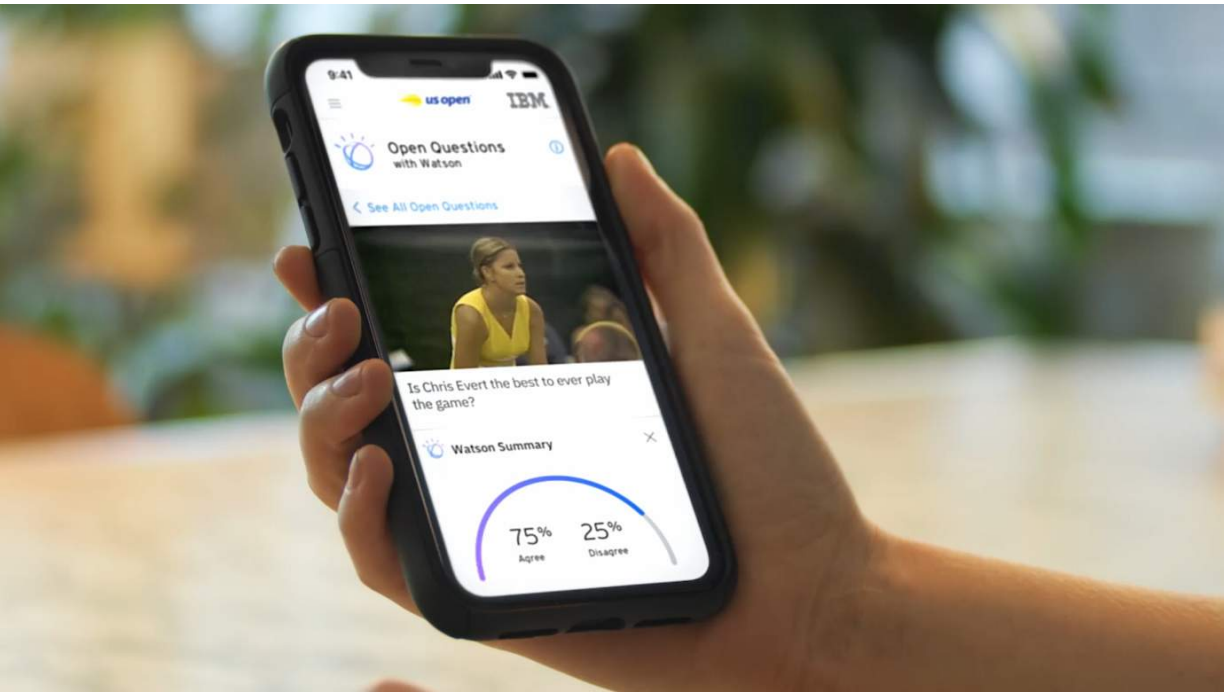 9:41
us open
IBM
Open Questions
with Watson
See All Open Questions
Is Chris Evert the best to ever play
the game?
Watson Summary
75% 25%
Agree Disagree